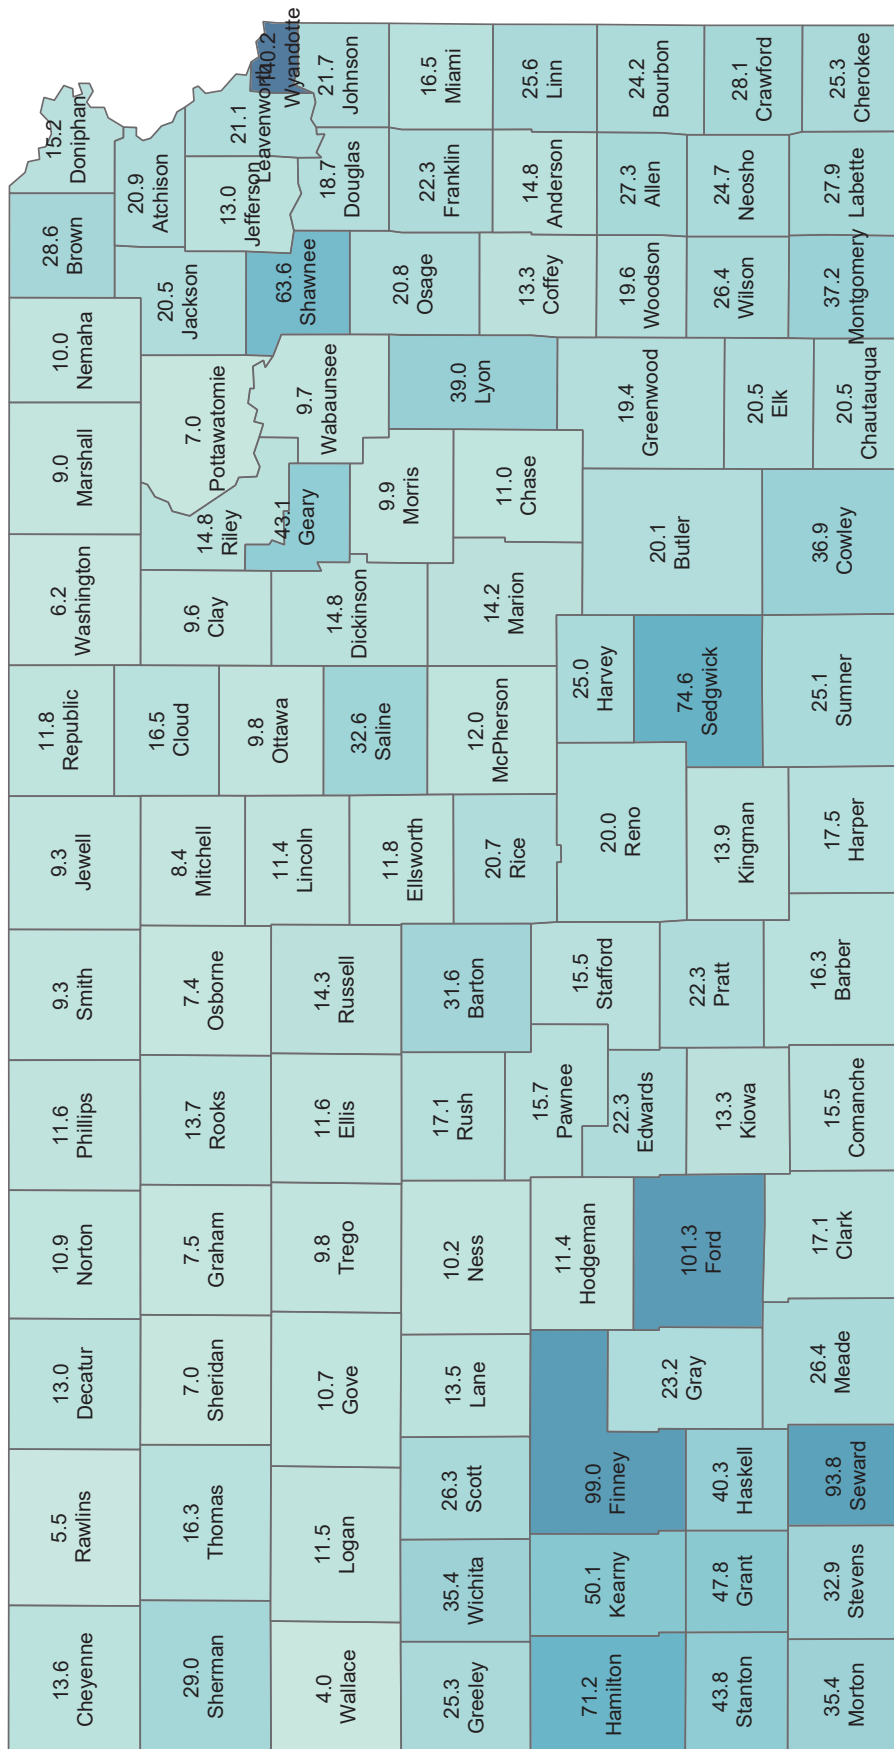 13.6
Cheyenne
5.5
Rawlins
13.0
Decatur
10.9
Norton
11.6
Phillips
9.3
Smith
9.3
Jewell
11.8
Republic
6.2
Washington
9.0
Marshall
10.0
Nemaha
28.6
Brown
15.2
Doniphan
29.0
Sherman
16.3
Thomas
7.0
Sheridan
7.5
Graham
13.7
Rooks
7.4
Osborne
8.4
Mitchell
16.5
Cloud
9.6
Clay
14.8
Riley
7.0
Pottawatomie
20.5
Jackson
20.9
Atchison
13.0
Jefferson
21.1
Leavenworth
140.2
Wyandotte
4.0
Wallace
11.5
Logan
10.7
Gove
9.8
Trego
11.6
Ellis
14.3
Russell
11.4
Lincoln
9.8
Ottawa
14.8
Dickinson
43.1
Geary
9.7
Wabaunsee
63.6
Shawnee
18.7
Douglas
21.7
Johnson
11.8
Ellsworth
32.6
Saline
9.9
Morris
39.0
Lyon
20.8
Osage
22.3
Franklin
16.5
Miami
25.3
Greeley
35.4
Wichita
26.3
Scott
13.5
Lane
10.2
Ness
17.1
Rush
31.6
Barton
20.7
Rice
12.0
McPherson
14.2
Marion
11.0
Chase
13.3
Coffey
14.8
Anderson
25.6
Linn
71.2
Hamilton
50.1
Kearny
99.0
Finney
11.4
Hodgeman
15.7
Pawnee
15.5
Stafford
20.0
Reno
25.0
Harvey
20.1
Butler
19.4
Greenwood
19.6
Woodson
27.3
Allen
24.2
Bourbon
23.2
Gray
101.3
Ford
22.3
Edwards
22.3
Pratt
74.6
Sedgwick
43.8
Stanton
47.8
Grant
40.3
Haskell
13.3
Kiowa
13.9
Kingman
20.5
Elk
26.4
Wilson
24.7
Neosho
28.1
Crawford
35.4
Morton
32.9
Stevens
93.8
Seward
26.4
Meade
17.1
Clark
15.5
Comanche
16.3
Barber
17.5
Harper
25.1
Sumner
36.9
Cowley
20.5
Chautauqua
37.2
Montgomery
27.9
Labette
25.3
Cherokee